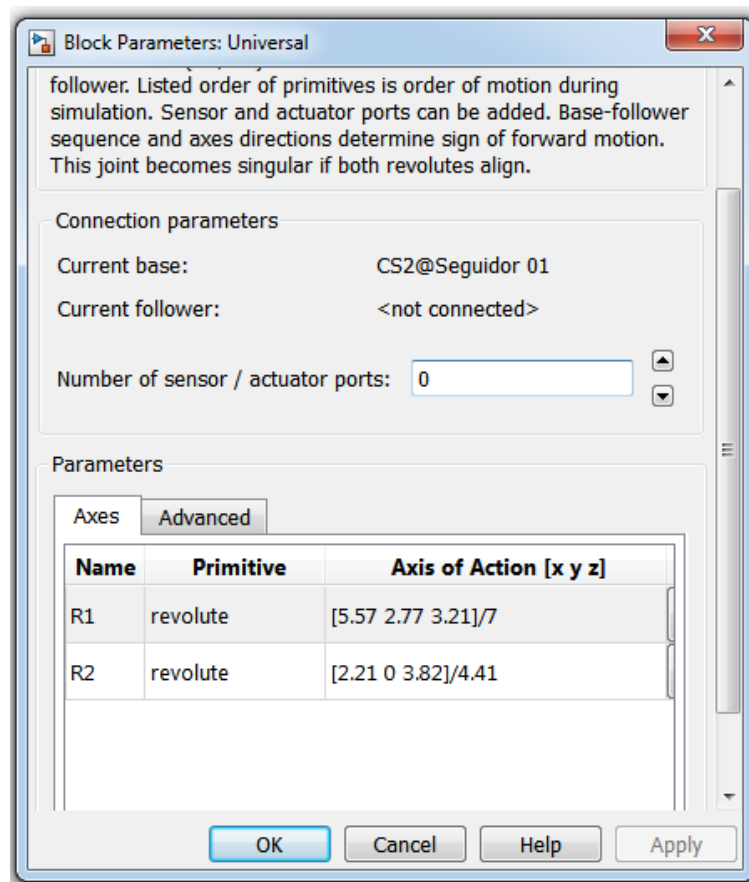 Block Parameters: Universal
follower. Listed order of primitives is order of motion during
simulation. Sensor and actuator ports can be added. Base-follower
sequence and axes directions determine sign of forward motion.
This joint becomes singular if both revolutes align.
Connection parameters
Current base: CS2@Seguidor 01
Current follower: <not connected>
Number of sensor / actuator ports: 0
Parameters
Axes Advanced
Name Primitive Axis of Action [x y z]
R1 revolute [5.57 2.77 3.21]/7
R2 revolute [2.21 0 3.82]/4.41
OK Cancel Help Apply